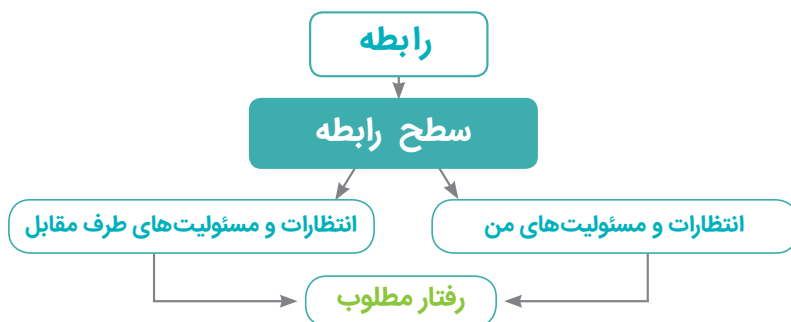 رابطه
سطح رابطه
انتظارات و مسئولیت‌های من
انتظارات و مسئولیت‌های طرف مقابل
رفتار مطلوب